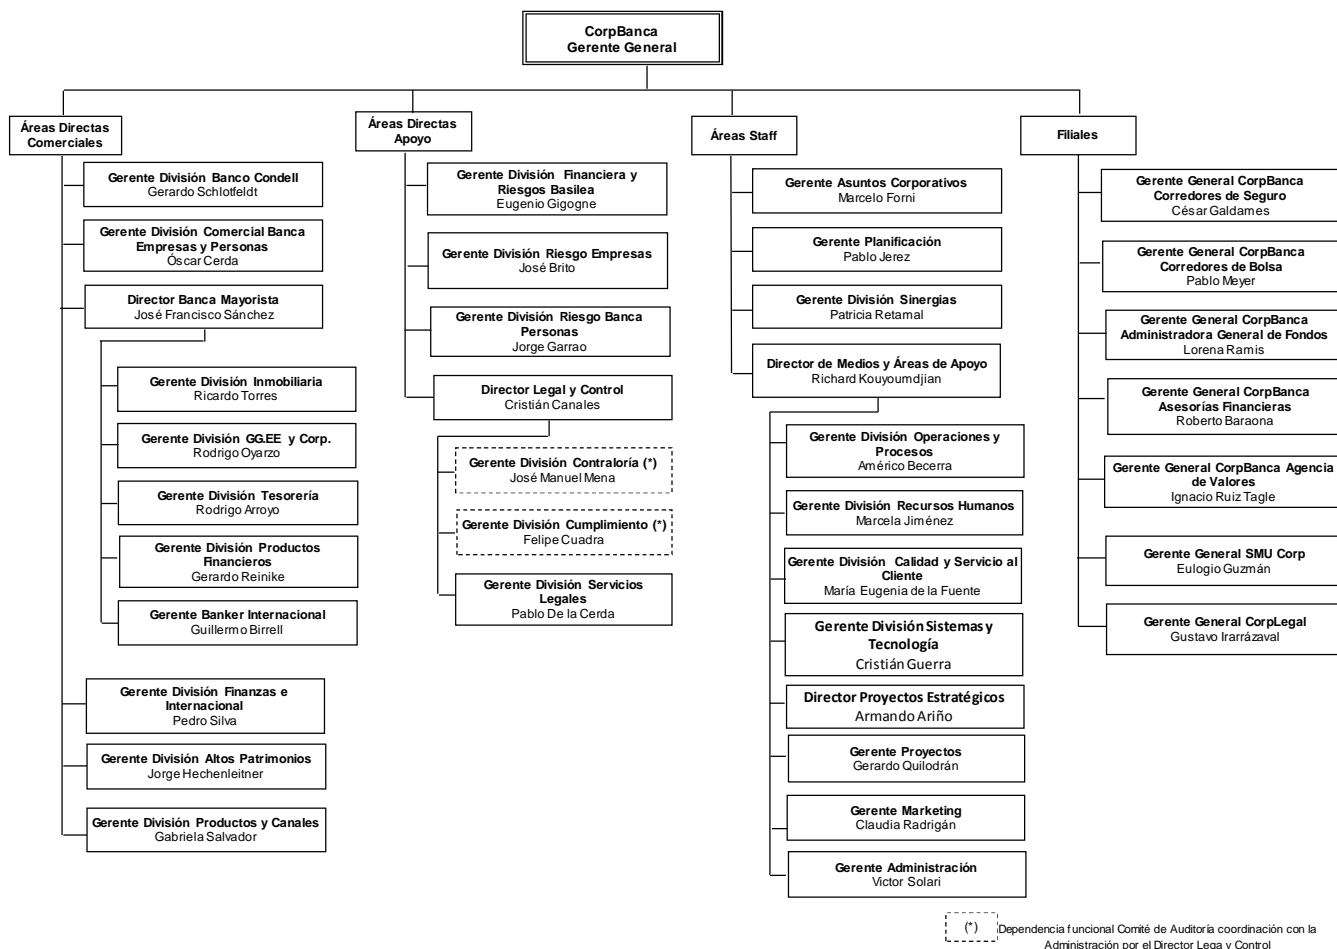 CorpBanca
Gerente General
Áreas Directas
Comerciales
Gerente División Banco Condell
Gerardo Schlotfeldt
Gerente División Comercial Banca
Empresas y Personas
Óscar Cerda
Director Banca Mayorista
José Francisco Sánchez
Gerente División Inmobiliaria
Ricardo Torres
Gerente División GG.EE y Corp.
Rodrigo Oyarzo
Gerente División Tesorería
Rodrigo Arroyo
Gerente División Productos
Financieros
Gerardo Reinike
Gerente Banker Internacional
Guillermo Birrell
Gerente División Finanzas e
Internacional
Pedro Silva
Gerente División Altos Patrimonios
Jorge Hechenleitner
Gerente División Productos y Canales
Gabriela Salvador
Áreas Directas
Apoyo
Gerente División Financiera y
Riesgos Basilea
Eugenio Gigogne
Gerente División Riesgo Empresas
José Brito
Gerente División Riesgo Banca
Personas
Jorge Garrao
Director Legal y Control
Cristián Canales
Gerente División Contraloría (*)
José Manuel Mena
Gerente División Cumplimiento (*)
Felipe Cuadra
Gerente División Servicios
Legales
Pablo De la Cerda
Áreas Staff
Gerente Asuntos Corporativos
Marcelo Forni
Gerente Planificación
Pablo Jerez
Gerente División Sinergias
Patricia Retamal
Director de Medios y Áreas de Apoyo
Richard Kouyoumdjian
Gerente División Operaciones y
Procesos
Américo Becerra
Gerente División Recursos Humanos
Marcela Jiménez
Gerente División Calidad y Servicio al
Cliente
María Eugenia de la Fuente
Gerente División Sistemas y
Tecnología
Cristián Guerra
Director Proyectos Estratégicos
Armando Ariño
Gerente Proyectos
Gerardo Quilodrán
Gerente Marketing
Claudia Radrigán
Gerente Administración
Victor Solari
Filiales
Gerente General CorpBanca
Corredores de Seguro
César Galdames
Gerente General CorpBanca
Corredores de Bolsa
Pablo Meyer
Gerente General CorpBanca
Administradora General de Fondos
Lorena Ramis
Gerente General CorpBanca
Asesorías Financieras
Roberto Baraona
Gerente General CorpBanca Agencia
de Valores
Ignacio Ruiz Tagle
Gerente General SMU Corp
Eulogio Guzmán
Gerente General CorpLegal
Gustavo Irarrázaval
(*) Dependencia funcional Comité de Auditoría coordinación con la
Administración por el Director Lega y Control